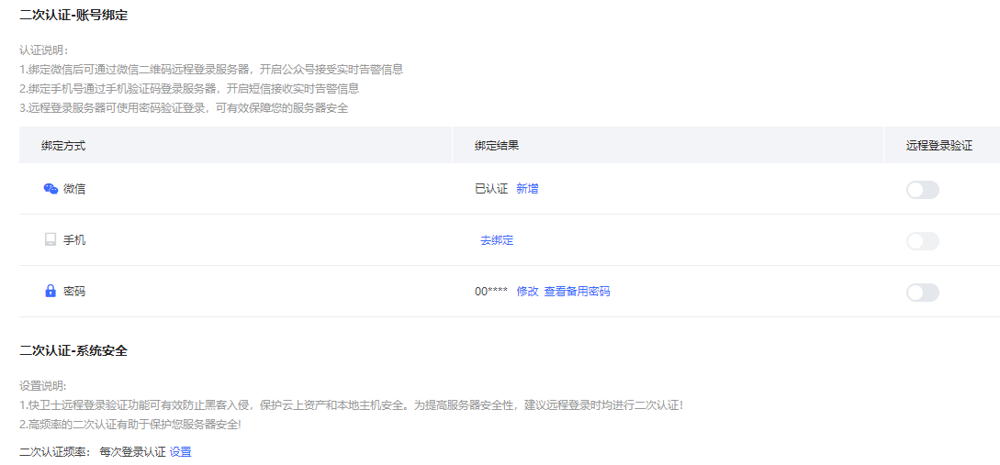 二次认证-账号绑定
认证说明：
1.绑定微信后可通过微信二维码远程登录服务器，开启公众号接受实时告警信息
2.绑定手机号通过手机验证码登录服务器，开启短信接收实时告警信息
3.远程登录服务器可使用密码验证登录，可有效保障您的服务器安全
绑定方式 绑定结果 远程登录验证
微信 已认证 新增
手机 去绑定
密码 00**** 修改 查看备用密码
二次认证-系统安全
设置说明:
1.快卫士远程登录验证功能可有效防止黑客入侵，保护云上资产和本地主机安全。为提高服务器安全性，建议远程登录时均进行二次认证！
2.高频率的二次认证有助于保护您服务器安全!
二次认证频率： 每次登录认证 设置